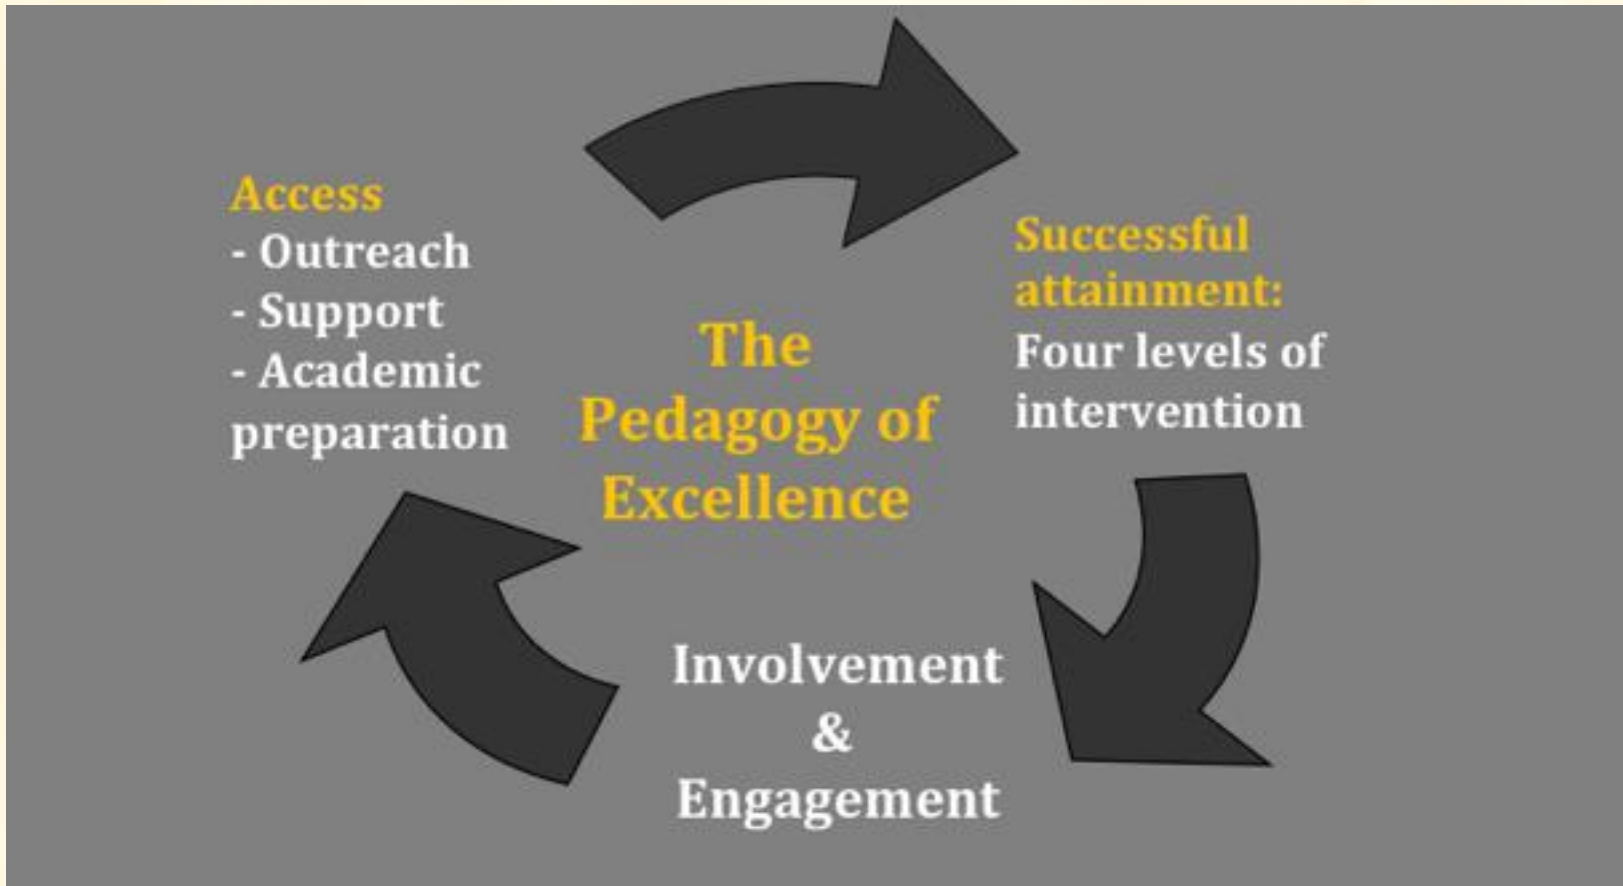 Access
- Outreach
- Support
- Academic
preparation
The
Pedagogy of
Excellence
Successful
attainment:
Four levels of
intervention
Involvement
&
Engagement